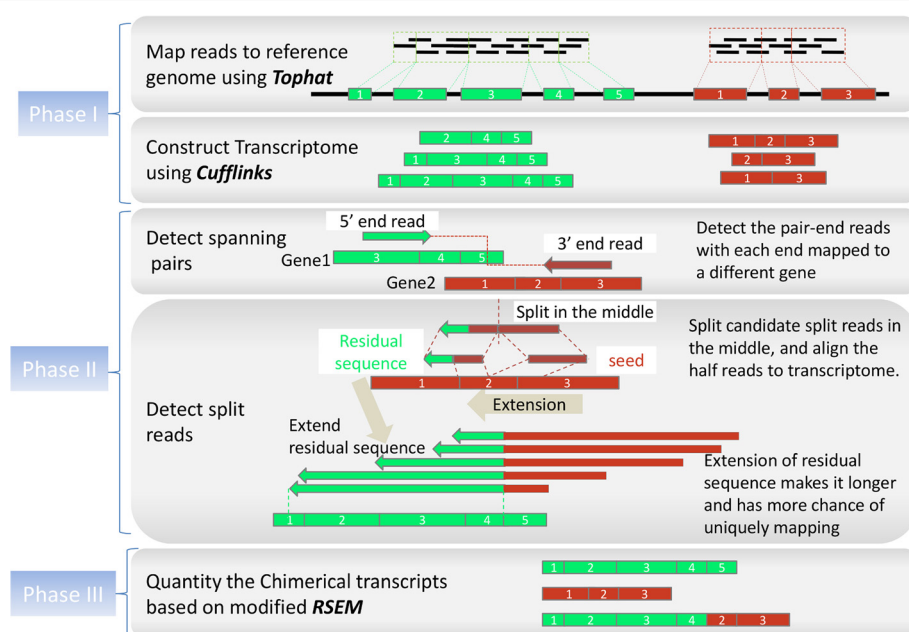 Phase I
Map reads to reference
genome using Tophat
1 2 3 4 5 1 2 3
Construct Transcriptome
using Cufflinks
2 4 5 1 2 3
1 3 4 5 2 3
1 2 3 4 5 1 3
Phase II
Detect spanning
pairs
5' end read
Gene1 3 4 5
3' end read
Gene2 1 2 3
Detect the pair-end reads
with each end mapped to
a different gene
Detect split
reads
Split in the middle
Residual
sequence
seed
1 2 3
Extension
Split candidate split reads in
the middle, and align the
half reads to transcriptome.
Extend
residual sequence
Extension of residual
sequence makes it longer
and has more chance of
uniquely mapping
1 2 3 4 5
Phase III
Quantity the Chimerical transcripts
based on modified RSEM
1 2 3 4 5
1 2 3
1 2 3 4 2 3